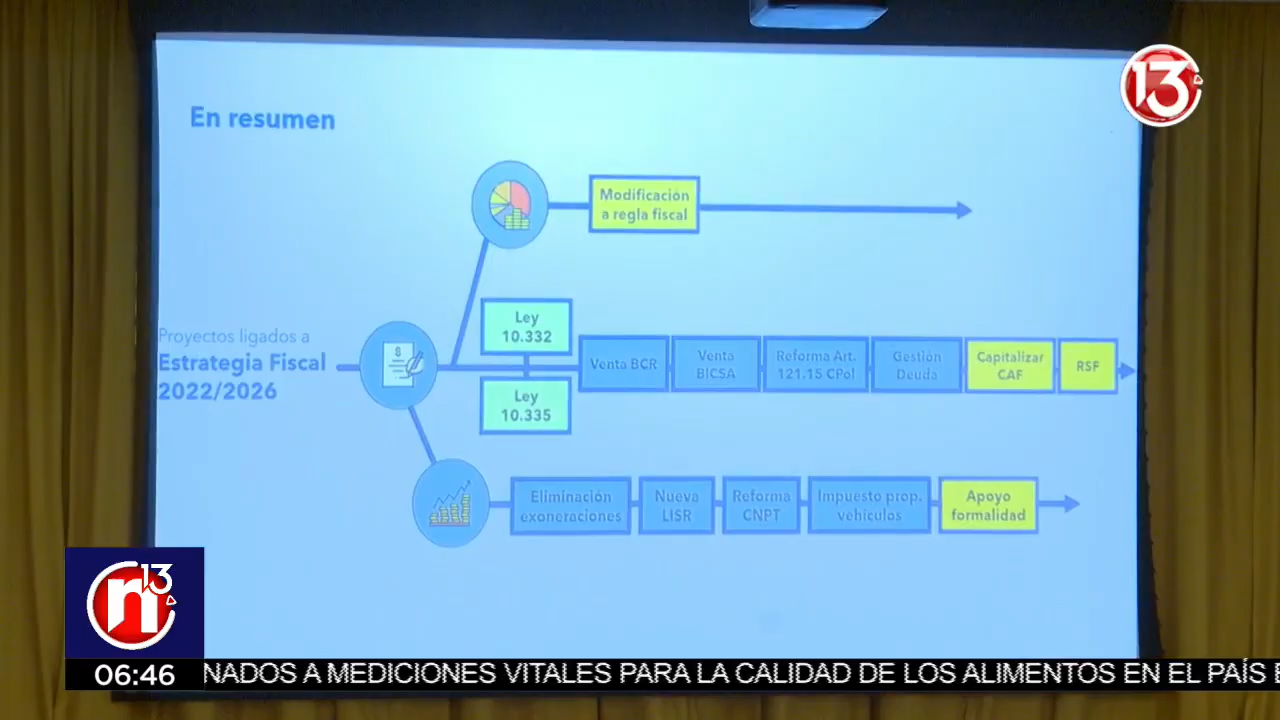 13
En resumen
Modificación
a regla fiscal
Proyectos ligados a
Estrategia Fiscal
2022/2026
$
Ley
10.332
Ley
10.335
Venta BCR
Venta
BICSA
Reforma Art.
121.15 CPol
Gestión
Deuda
Capitalizar
CAF
RSF
Eliminación
exoneraciones
Nueva
LISR
Reforma
CNPT
Impuesto prop.
vehículos
Apoyo
formalidad
n13
06:46
NADOS A MEDICIONES VITALES PARA LA CALIDAD DE LOS ALIMENTOS EN EL PAÍS E